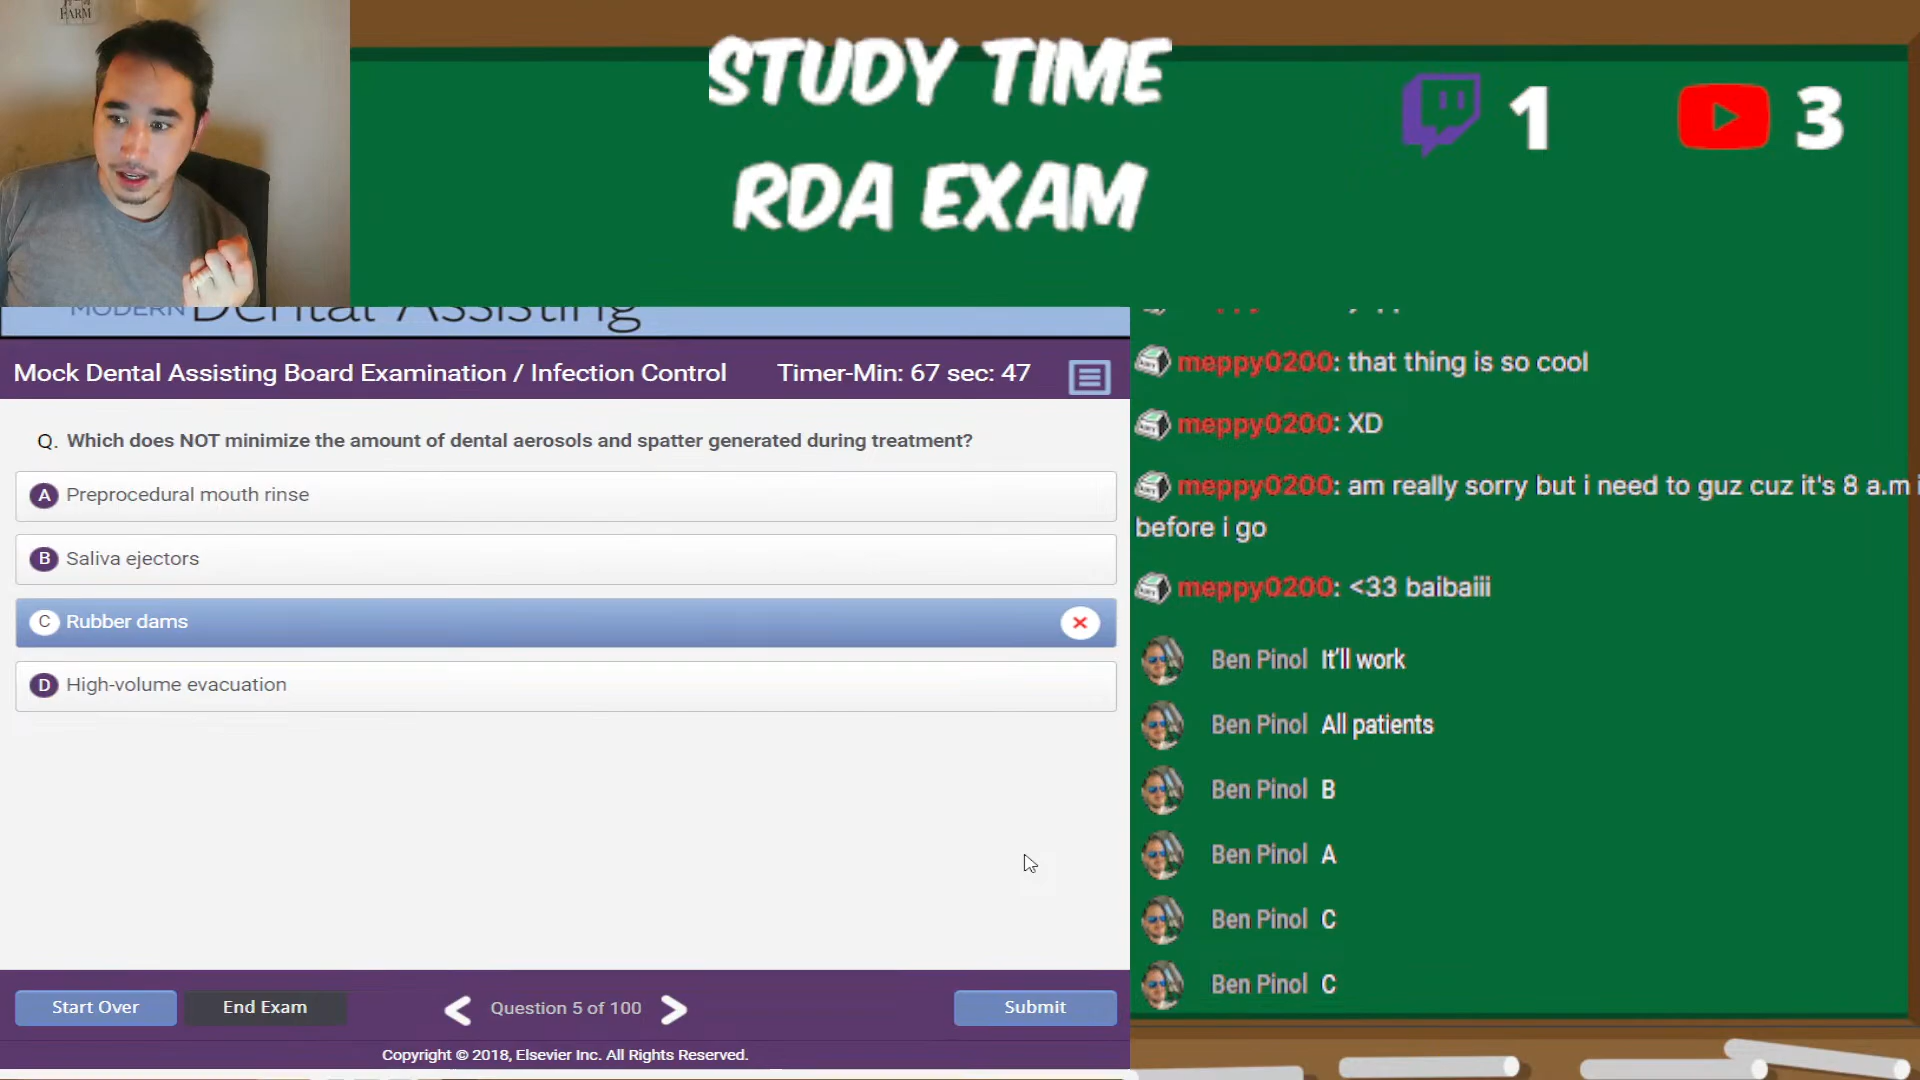 FARM
STUDY TIME
RDA EXAM
1
3
MODERN Dental Assisting
Mock Dental Assisting Board Examination / Infection Control
Timer-Min: 67 sec: 47
Q. Which does NOT minimize the amount of dental aerosols and spatter generated during treatment?
A Preprocedural mouth rinse
B Saliva ejectors
C Rubber dams
D High-volume evacuation
Start Over
End Exam
Question 5 of 100
Submit
Copyright © 2018, Elsevier Inc. All Rights Reserved.
meppy0200: that thing is so cool
meppy0200: XD
meppy0200: am really sorry but i need to guz cuz it's 8 a.m i
before i go
meppy0200: <33 baibaiii
Ben Pinol It’ll work
Ben Pinol All patients
Ben Pinol B
Ben Pinol A
Ben Pinol C
Ben Pinol C